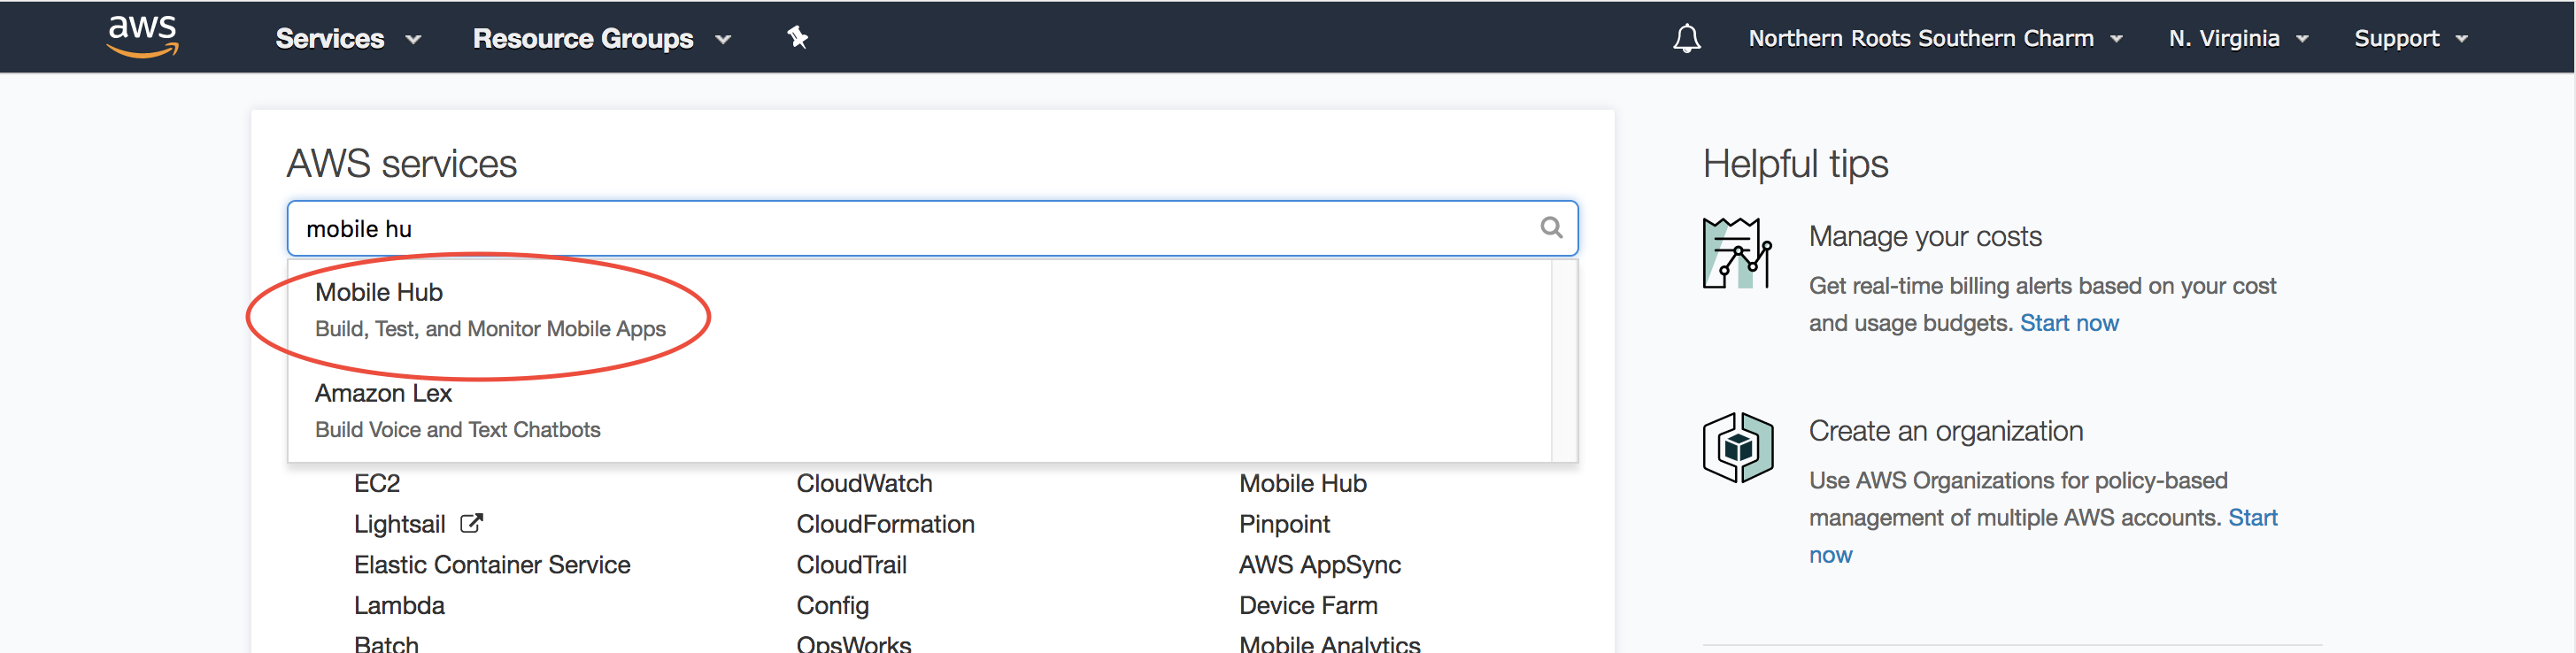 aws Services Resource Groups Northern Roots Southern Charm N. Virginia Support
AWS services
mobile hu
Mobile Hub
Build, Test, and Monitor Mobile Apps
Amazon Lex
Build Voice and Text Chatbots
EC2 CloudWatch Mobile Hub
Lightsail CloudFormation Pinpoint
Elastic Container Service CloudTrail AWS AppSync
Lambda Config Device Farm
Batch OpsWorks Mobile Analytics
Helpful tips
Manage your costs
Get real-time billing alerts based on your cost
and usage budgets. Start now
Create an organization
Use AWS Organizations for policy-based
management of multiple AWS accounts. Start
now